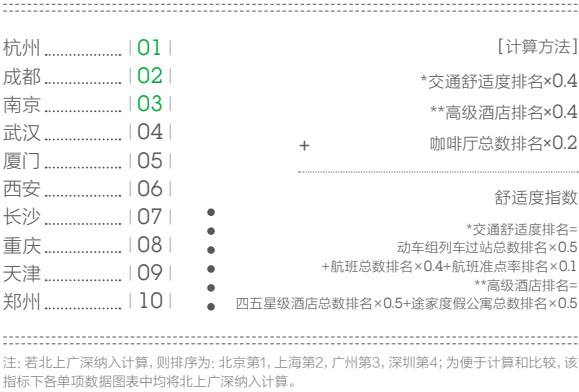 杭州 01
成都 02
南京 03
武汉 04
厦门 05
西安 06
长沙 07
重庆 08
天津 09
郑州 10
[计算方法]
*交通舒适度排名×0.4
**高级酒店排名×0.4
+ 咖啡厅总数排名×0.2
舒适度指数
*交通舒适度排名=
动车组列车过站总数排名×0.5
+航班总数排名×0.4+航班准点率排名×0.1
**高级酒店排名=
四五星级酒店总数排名×0.5+途家度假公寓总数排名×0.5
注: 若北上广深纳入计算, 则排序为: 北京第1, 上海第2, 广州第3, 深圳第4; 为便于计算和比较, 该
指标下各单项数据图表中均将北上广深纳入计算。